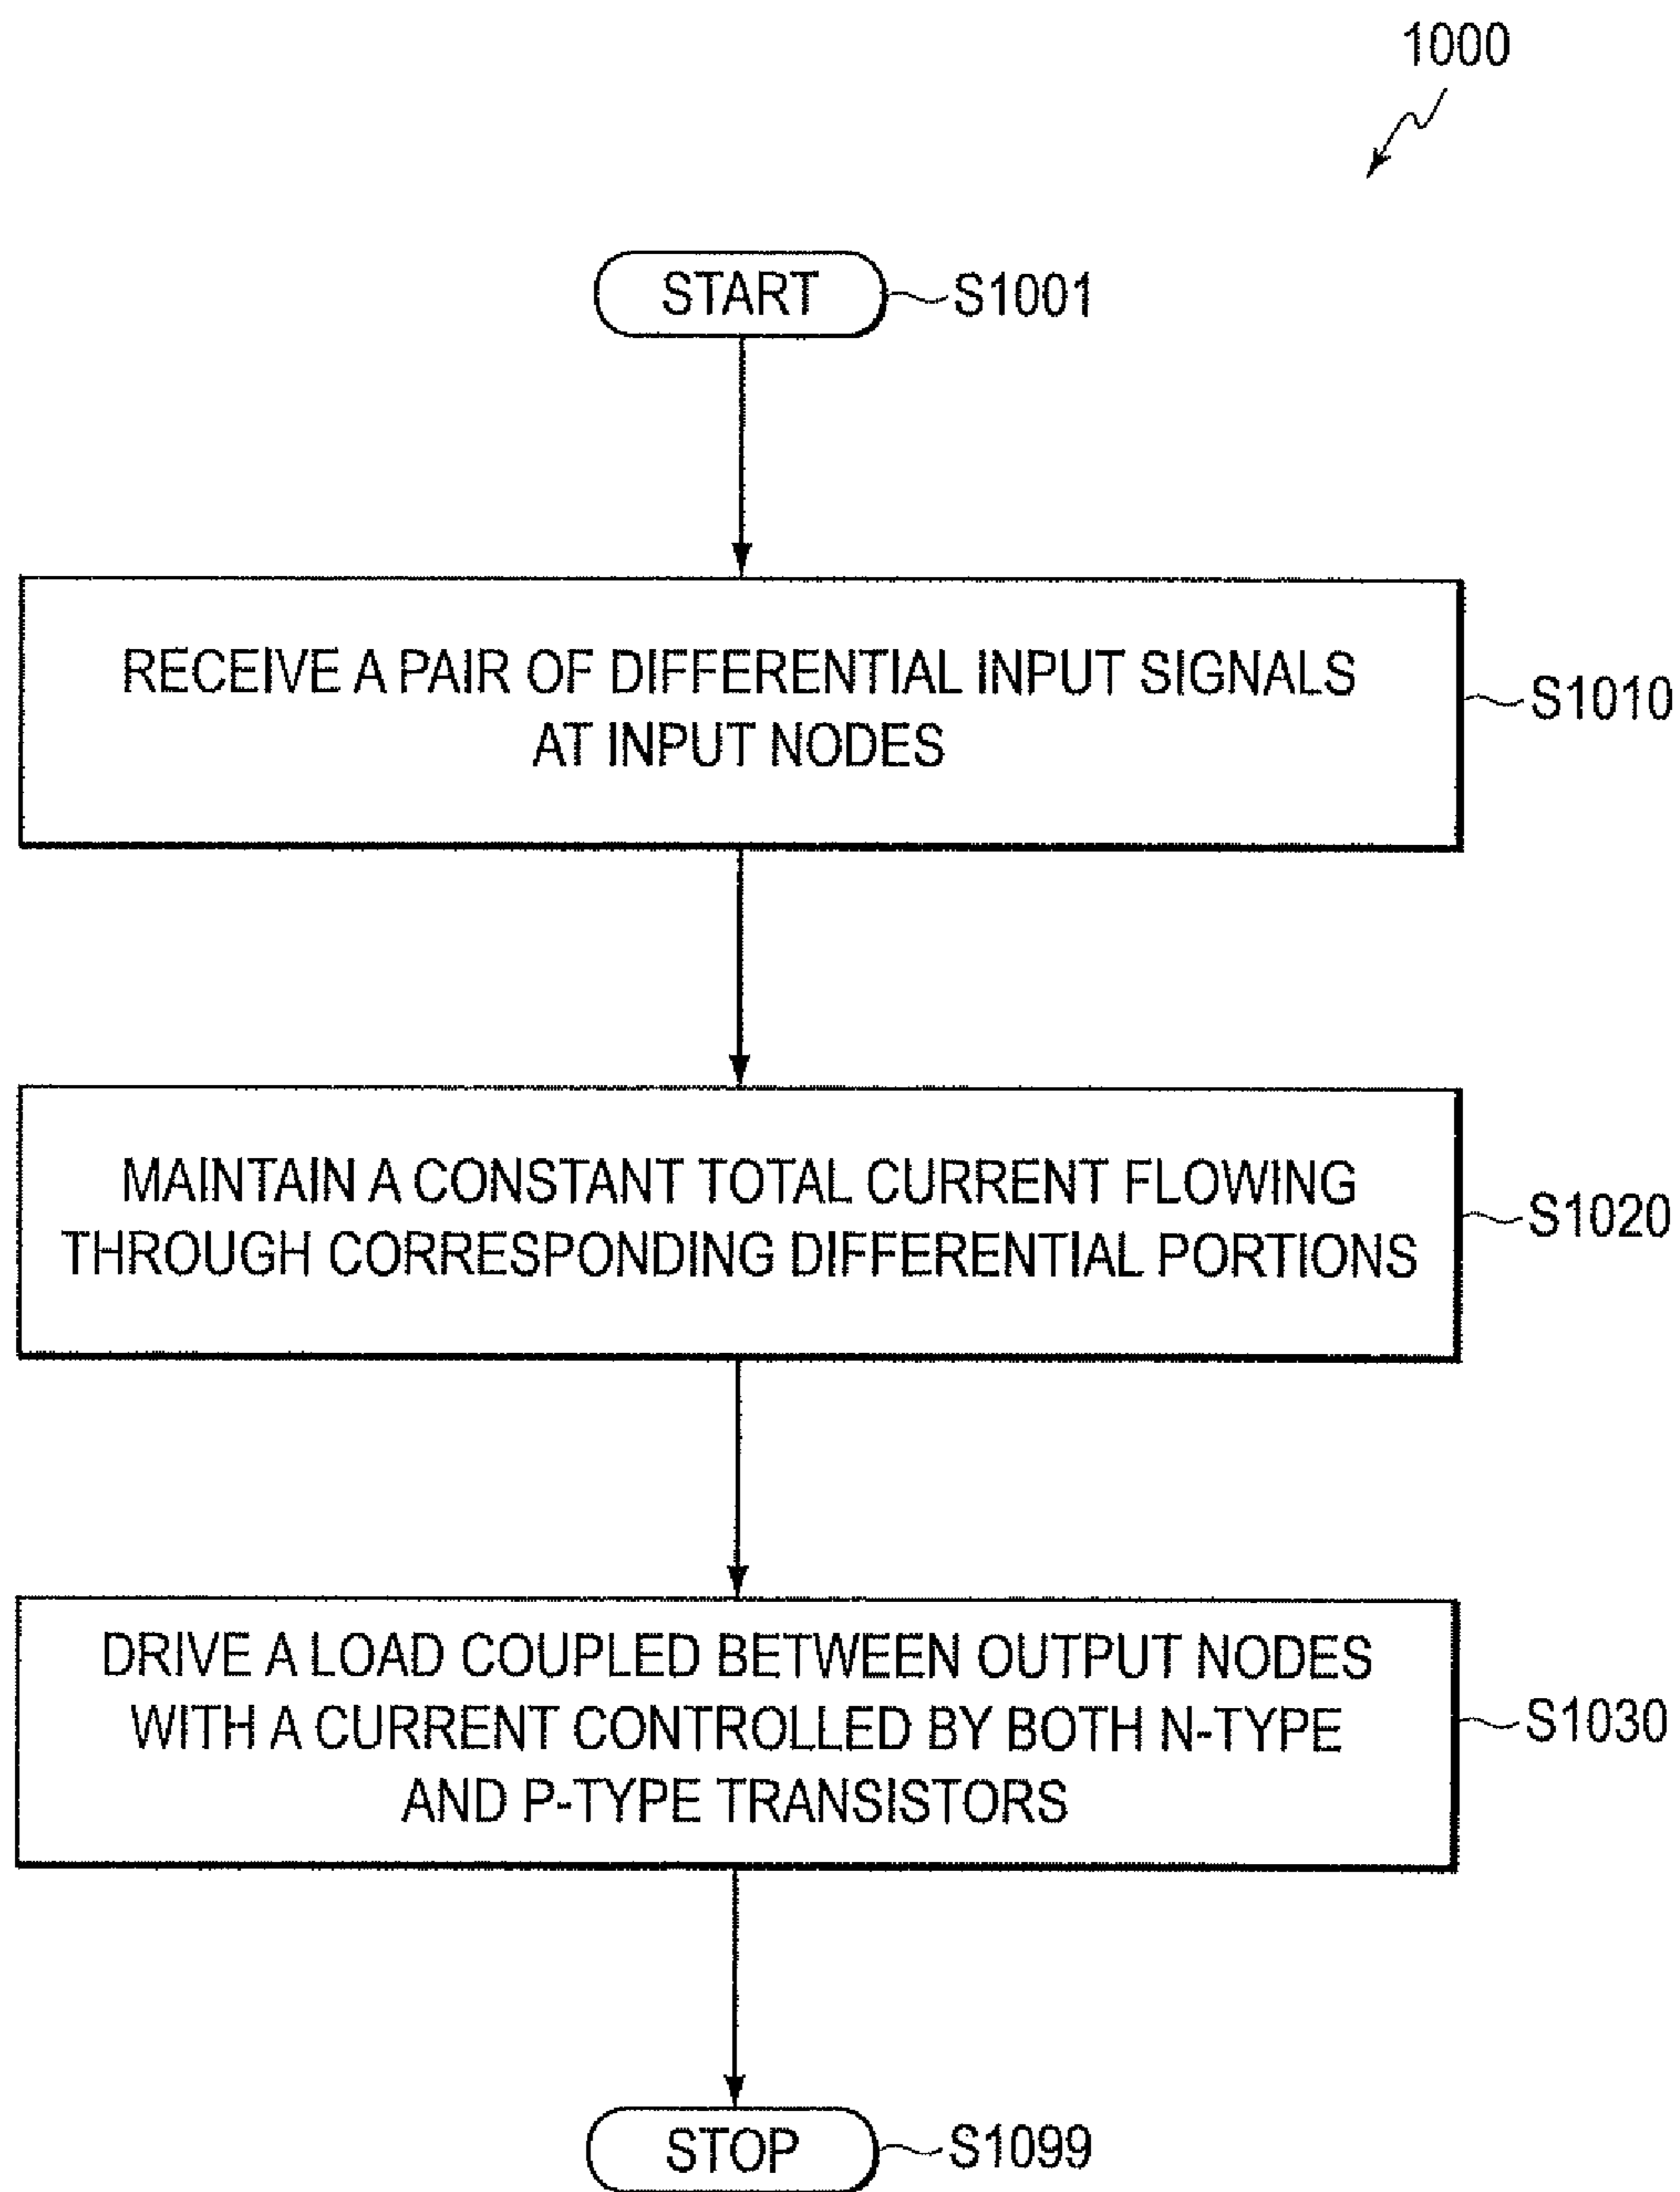 1000
START
S1001
RECEIVE A PAIR OF DIFFERENTIAL INPUT SIGNALS
AT INPUT NODES
S1010
MAINTAIN A CONSTANT TOTAL CURRENT FLOWING
THROUGH CORRESPONDING DIFFERENTIAL PORTIONS
S1020
DRIVE A LOAD COUPLED BETWEEN OUTPUT NODES
WITH A CURRENT CONTROLLED BY BOTH N-TYPE
AND P-TYPE TRANSISTORS
S1030
STOP
S1099